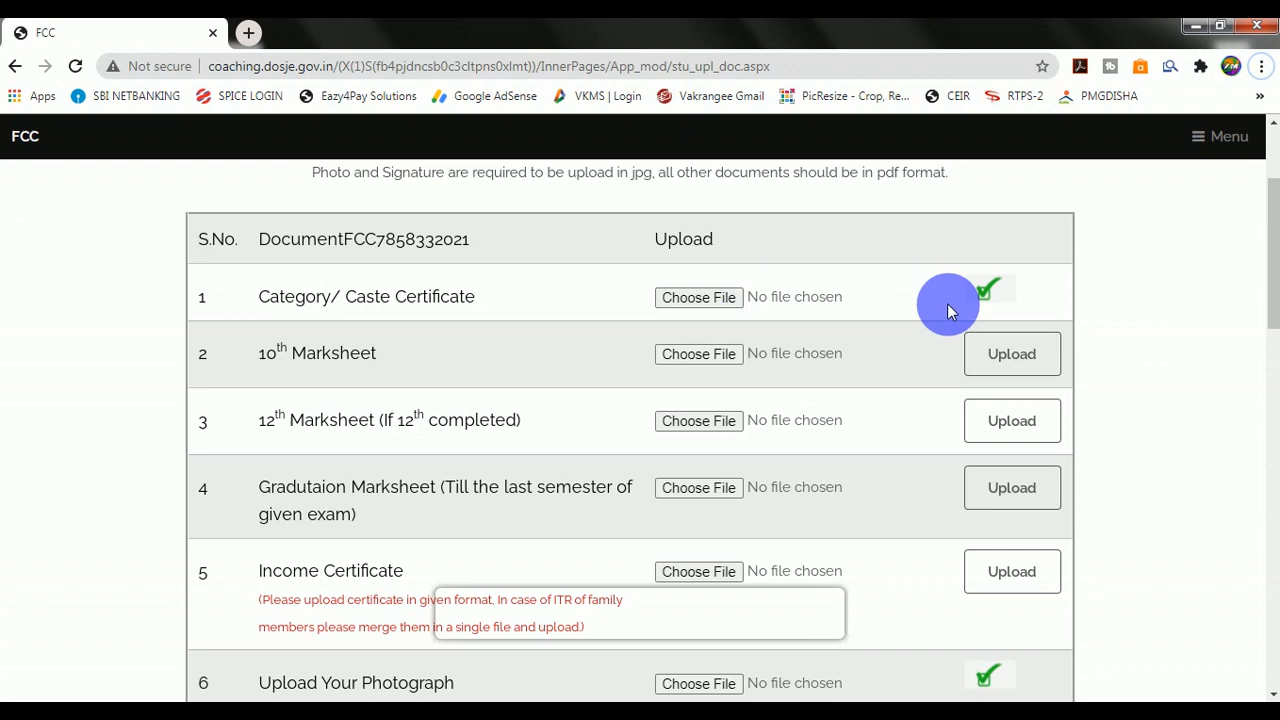 FCC
Not secure coaching.dosje.gov.in/(X(1)S(fb4pjdncsb0c3cltpns0xlml))/InnerPages/App_mod/stu_upl_doc.aspx
Apps SBI NETBANKING SPICE LOGIN Eazy4Pay Solutions Google AdSense VKMS | Login Vakrangee Gmail PicResize - Crop, Re... CEIR RTPS-2 PMGDISHA »
FCC Menu
Photo and Signature are required to be upload in jpg, all other documents should be in pdf format.
S.No. DocumentFCC7858332021 Upload
1 Category/ Caste Certificate Choose File No file chosen
2 10th Marksheet Choose File No file chosen Upload
3 12th Marksheet (If 12th completed) Choose File No file chosen Upload
4 Gradutaion Marksheet (Till the last semester of Choose File No file chosen Upload
given exam)
5 Income Certificate Choose File No file chosen Upload
(Please upload certificate in given format, In case of ITR of family
members please merge them in a single file and upload.)
6 Upload Your Photograph Choose File No file chosen